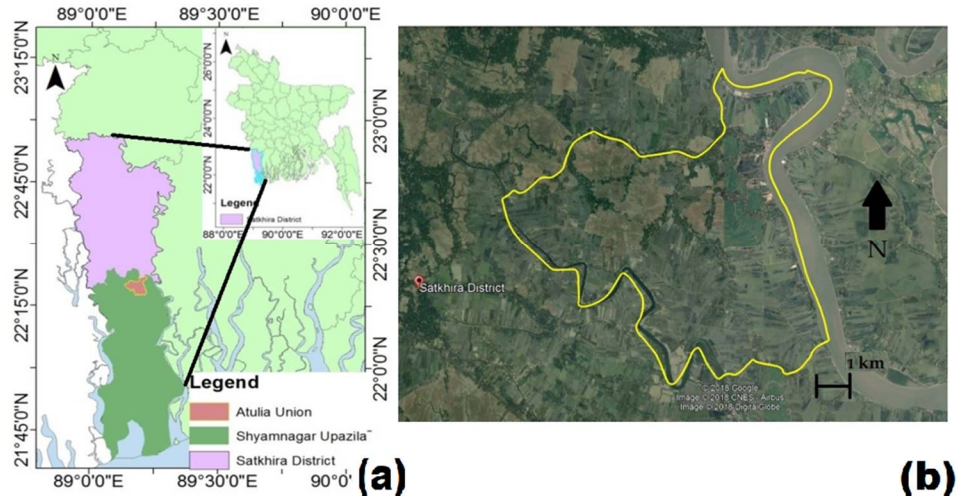 89°0'0"E
89°30'0"E
90°0'0"E
23°15'0"N
22°45'0"N
22°15'0"N
21°45'0"N
N
N
26°0'0"N
24°0'0"N
22°0'0"N
Legend
Satkhira District
88°0'0"E
90°0'0"E
92°0'0"E
23°0'0"N
22°30'0"N
22°0'0"N
Legend
Atulia Union
Shyamnagar Upazila
Satkhira District
89°0'0"E
89°30'0"E
90°0'0"E
(a)
Satkhira District
N
1 km
© 2018 Google
Image © 2018 CNES - Airbus
Image © 2018 Digital Globe
(b)